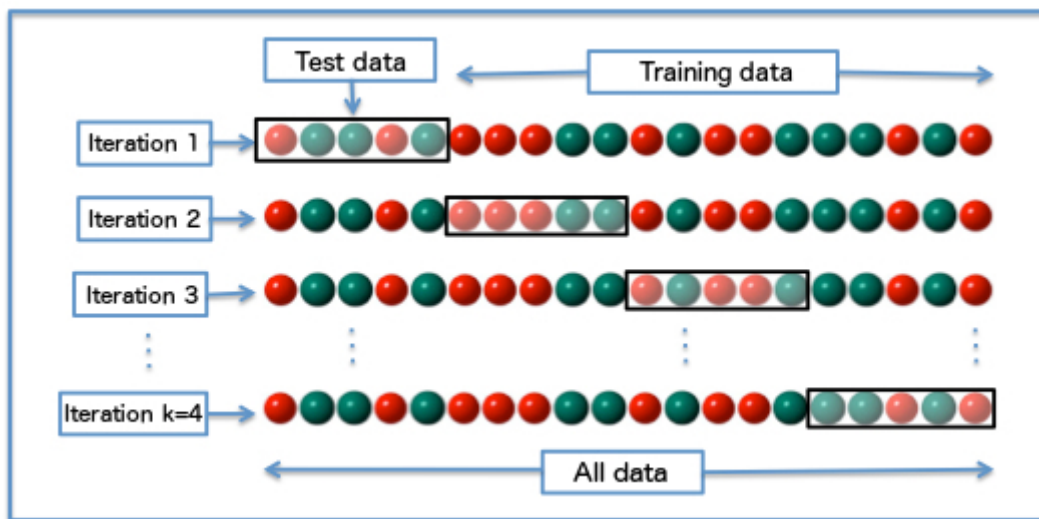 Test data
Training data
Iteration 1
Iteration 2
Iteration 3
Iteration k=4
All data